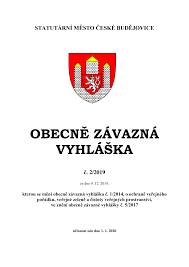 STATUTÁRNÍ MĚSTO ČESKÉ BUDĚJOVICE
OBECNĚ ZÁVAZNÁ
VYHLÁŠKA
č. 2/2019
ze dne 9. 12. 2019,
kterou se mění obecně závazná vyhláška č. 1/2014, o ochraně veřejného
pořádku, veřejné zeleně a čistoty veřejných prostranství,
ve znění obecně závazné vyhlášky č. 5/2017
účinnost ode dne 1. 1. 2020